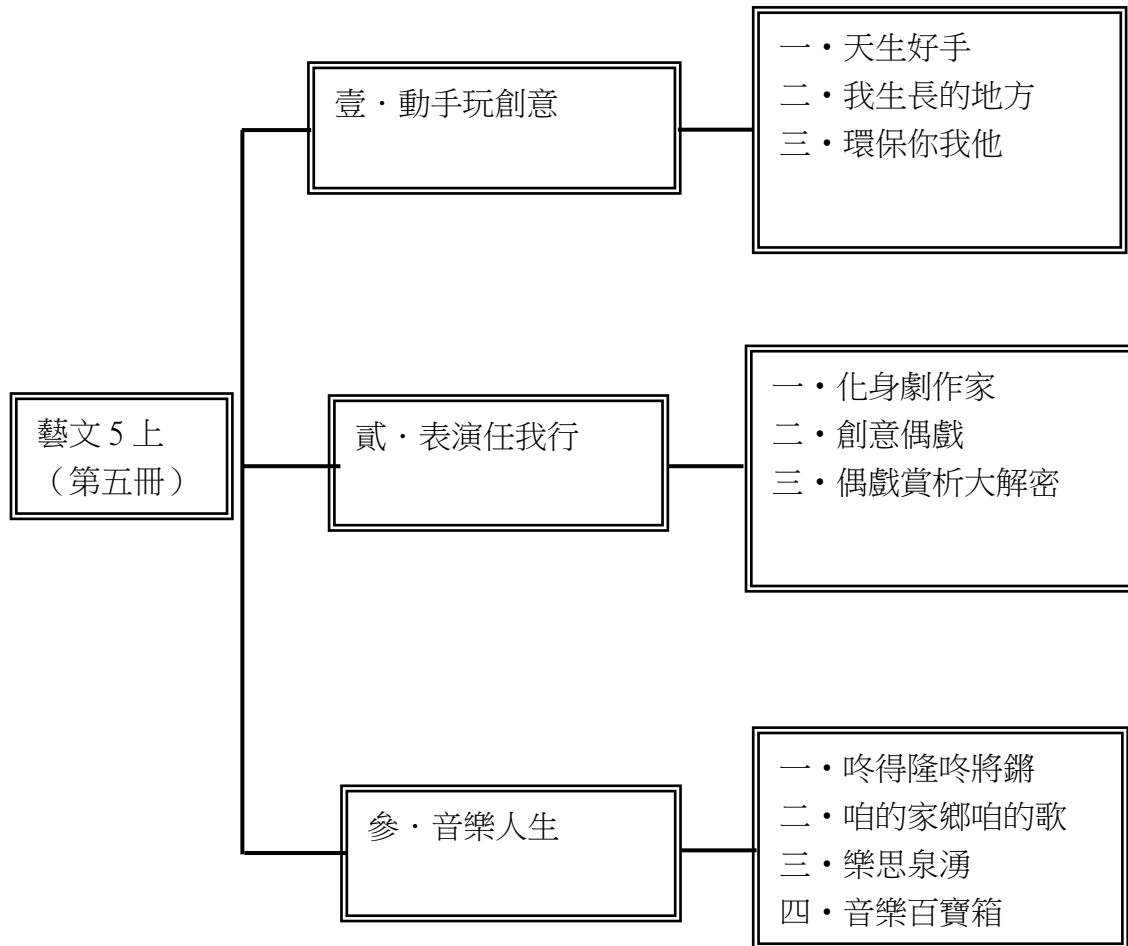 藝文 5 上
（第五冊）
壹．動手玩創意
一‧天生好手
二‧我生長的地方
三‧環保你我他
貳．表演任我行
一‧化身劇作家
二‧創意偶戲
三‧偶戲賞析大解密
參．音樂人生
一‧咚得隆咚將鏘
二‧咱的家鄉咱的歌
三‧樂思泉湧
四‧音樂百寶箱